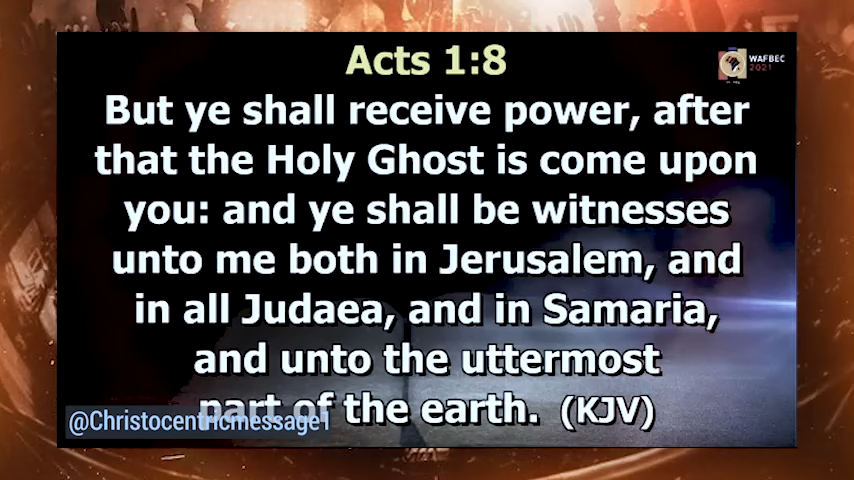 Acts 1:8
WAFBEC
2021
But ye shall receive power, after
that the Holy Ghost is come upon
you: and ye shall be witnesses
unto me both in Jerusalem, and
in all Judaea, and in Samaria,
and unto the uttermost
part of the earth. (KJV)
@Christocentricmessage1